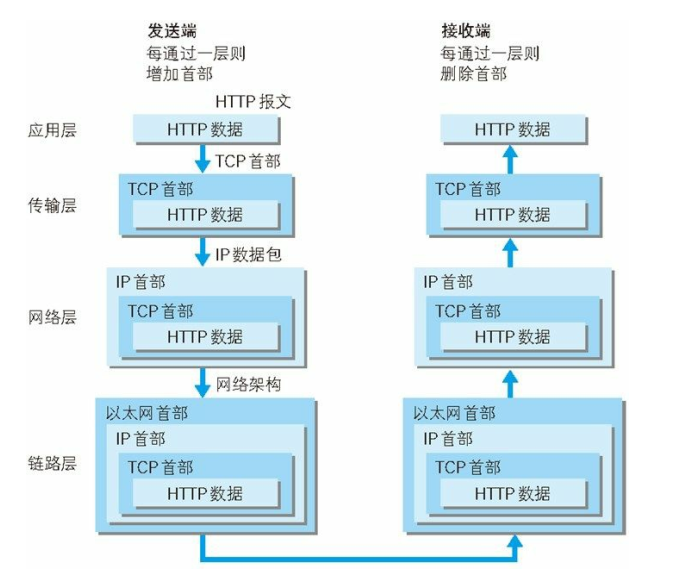 发送端
每通过一层则
增加首部
接收端
每通过一层则
删除首部
HTTP 报文
应用层
HTTP 数据
HTTP 数据
TCP 首部
传输层
TCP 首部
HTTP 数据
TCP 首部
HTTP 数据
IP 数据包
网络层
IP 首部
TCP 首部
HTTP 数据
IP 首部
TCP 首部
HTTP 数据
网络架构
链路层
以太网首部
IP 首部
TCP 首部
HTTP 数据
以太网首部
IP 首部
TCP 首部
HTTP 数据